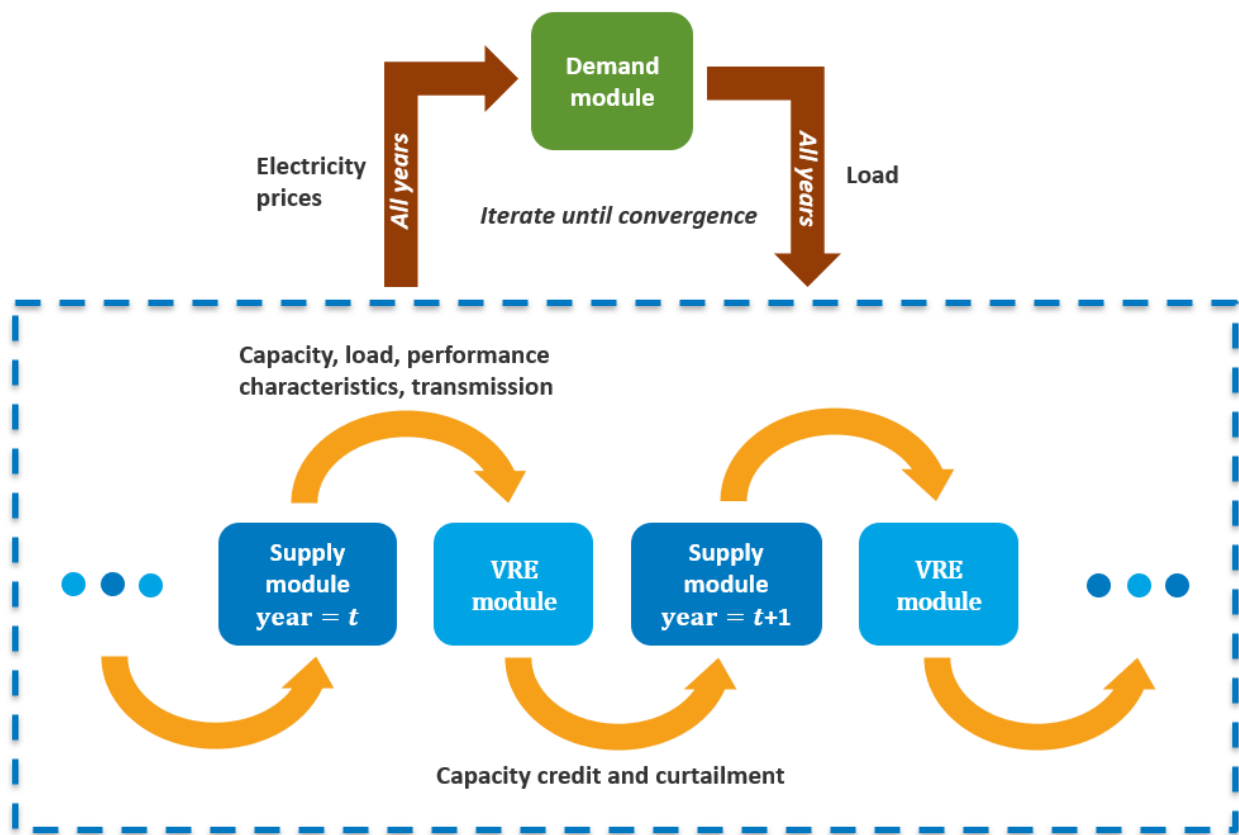 Demand
module
All years
All years
Electricity
prices
Load
Iterate until convergence
Capacity, load, performance
characteristics, transmission
Supply
module
year = t
VRE
module
Supply
module
year = t+1
VRE
module
Capacity credit and curtailment